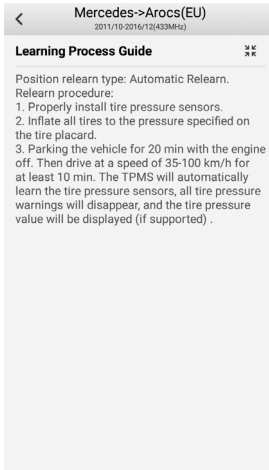 Mercedes->Arocs(EU)
2011/10-2016/12(433MHz)
Learning Process Guide
Position relearn type: Automatic Relearn.
Relearn procedure:
1. Properly install tire pressure sensors.
2. Inflate all tires to the pressure specified on
the tire placard.
3. Parking the vehicle for 20 min with the engine
off. Then drive at a speed of 35-100 km/h for
at least 10 min. The TPMS will automatically
learn the tire pressure sensors, all tire pressure
warnings will disappear, and the tire pressure
value will be displayed (if supported) .